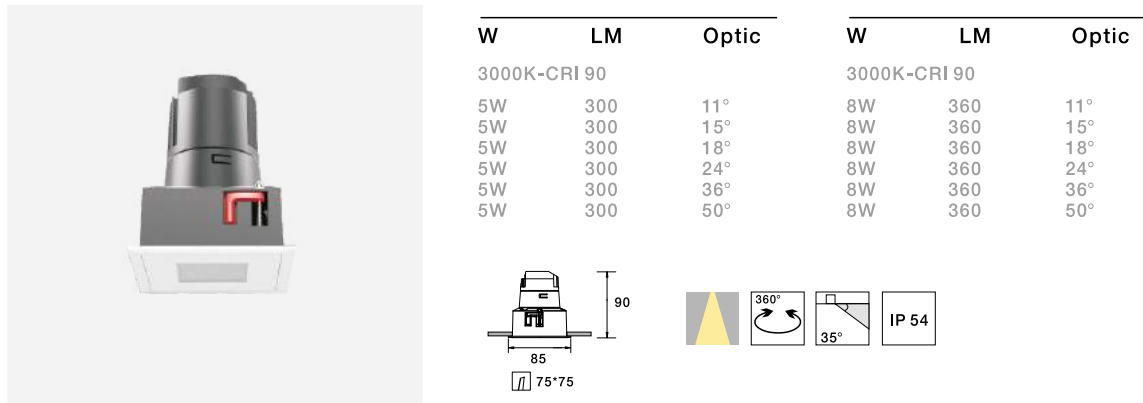 W LM Optic
3000K-CRI 90
5W 300 11°
5W 300 15°
5W 300 18°
5W 300 24°
5W 300 36°
5W 300 50°
W LM Optic
3000K-CRI 90
8W 360 11°
8W 360 15°
8W 360 18°
8W 360 24°
8W 360 36°
8W 360 50°
90
85
75*75
360°
35°
IP 54